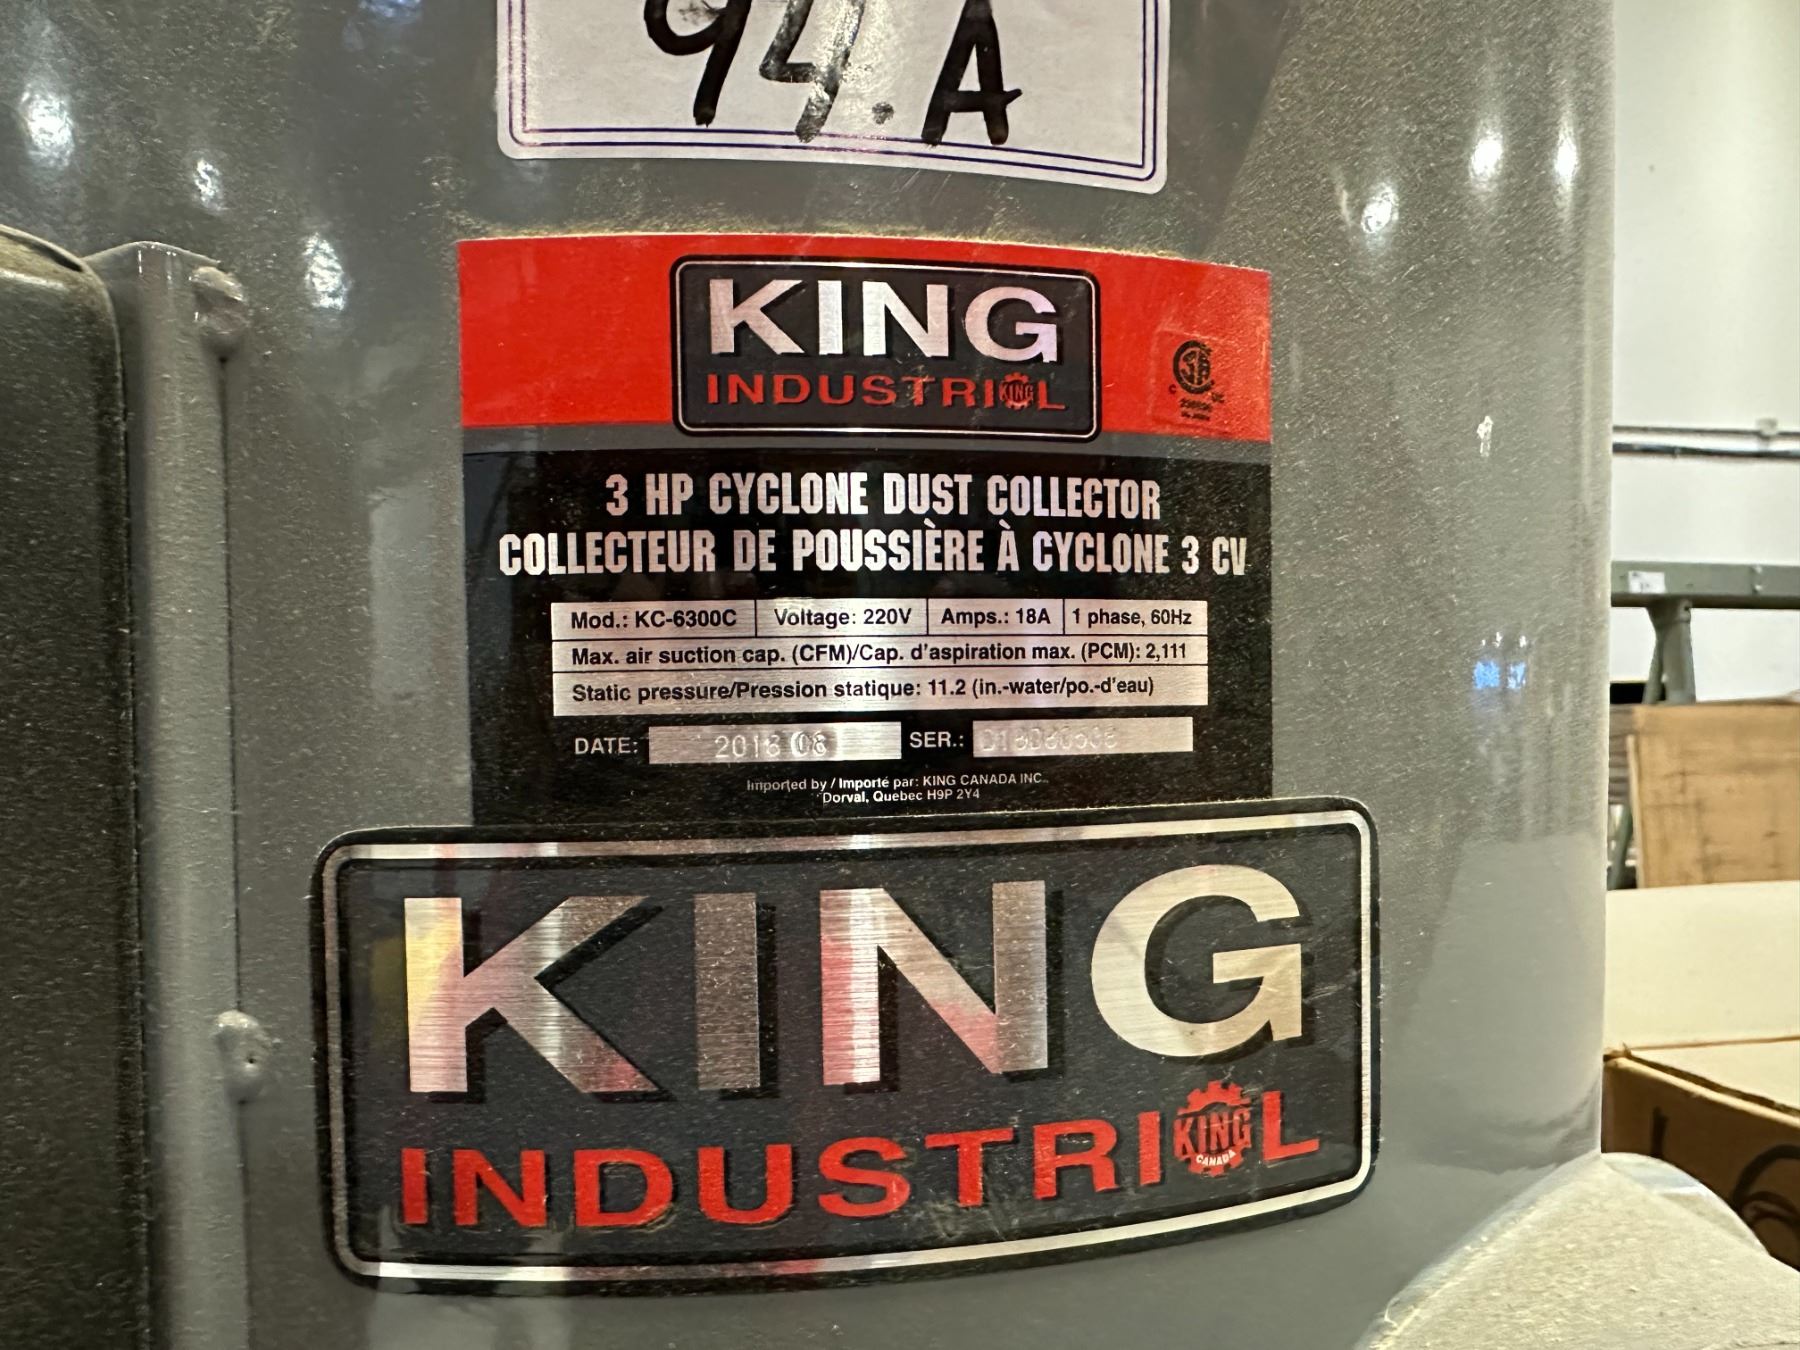 94.A
KING
INDUSTRIAL
KING
3 HP CYCLONE DUST COLLECTOR
COLLECTEUR DE POUSSIÈRE À CYCLONE 3 CV
Mod.: KC-6300C Voltage: 220V Amps.: 18A 1 phase, 60Hz
Max. air suction cap. (CFM)/Cap. d'aspiration max. (PCM): 2,111
Static pressure/Pression statique: 11.2 (in.-water/po.-d'eau)
DATE: 2018 06 SER.:
Imported by / Importé par: KING CANADA INC.
Dorval, Quebec H9P 2Y4
KING
INDUSTRIAL
KING
CANADA